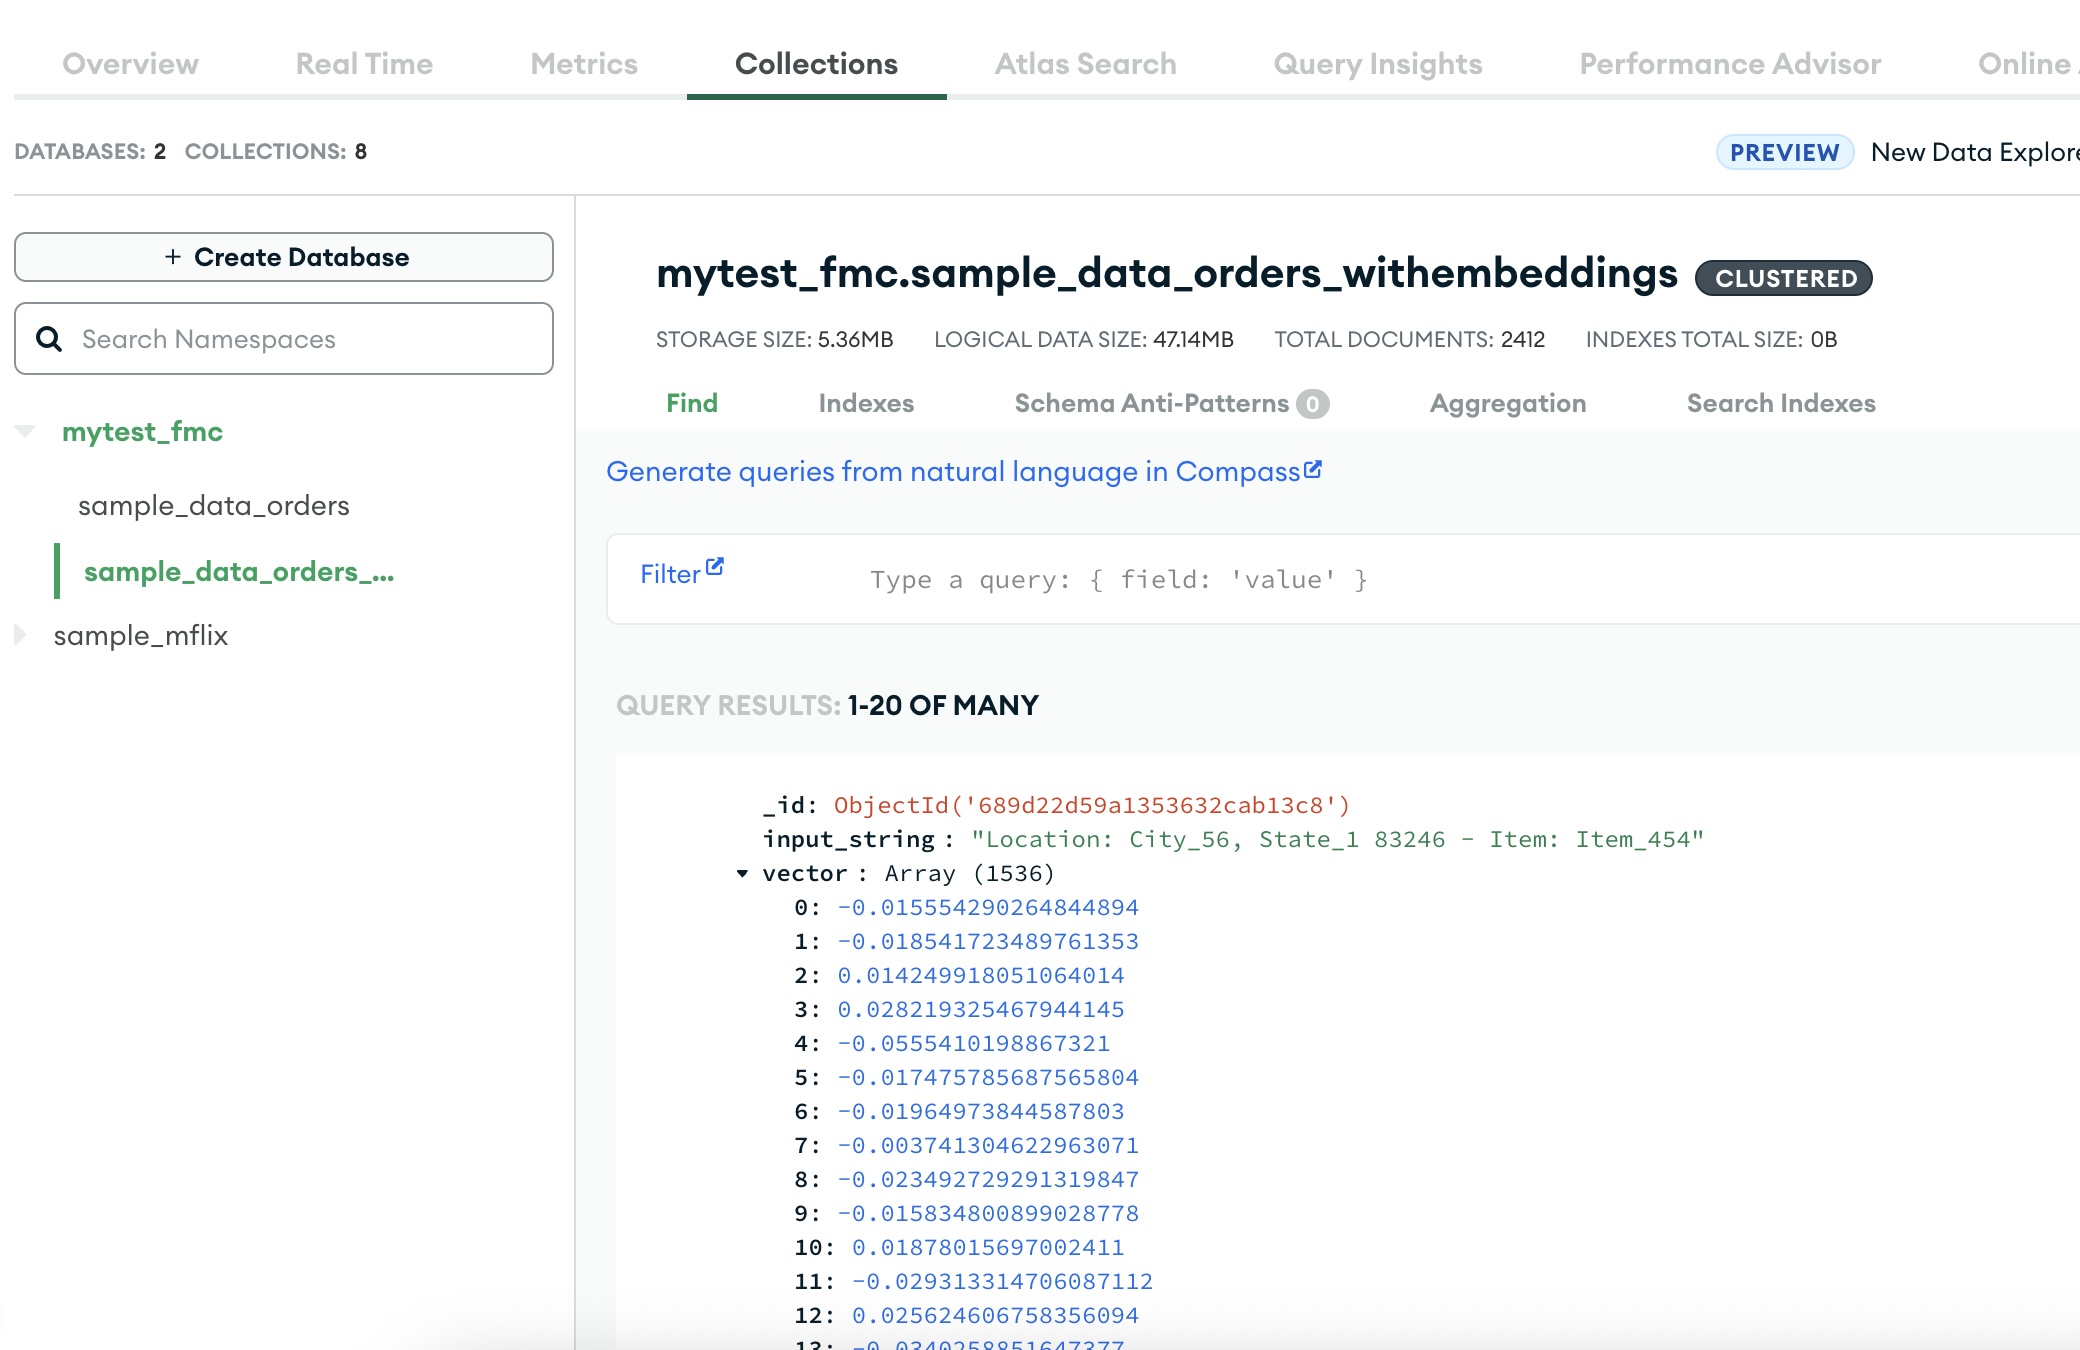 Overview Real Time Metrics Collections Atlas Search Query Insights Performance Advisor Online
DATABASES: 2 COLLECTIONS: 8
PREVIEW New Data Explore
+ Create Database
Search Namespaces
mytest_fmc
sample_data_orders
sample_data_orders_...
sample_mflix
mytest_fmc.sample_data_orders_withembeddings CLUSTERED
STORAGE SIZE: 5.36MB LOGICAL DATA SIZE: 47.14MB TOTAL DOCUMENTS: 2412 INDEXES TOTAL SIZE: 0B
Find Indexes Schema Anti-Patterns 0 Aggregation Search Indexes
Generate queries from natural language in Compass
Filter Type a query: { field: 'value' }
QUERY RESULTS: 1-20 OF MANY
_id: ObjectId('689d22d59a1353632cab13c8')
input_string : "Location: City_56, State_1 83246 - Item: Item_454"
vector : Array (1536)
0: -0.015554290264844894
1: -0.018541723489761353
2: 0.014249918051064014
3: 0.028219325467944145
4: -0.0555410198867321
5: -0.017475785687565804
6: -0.01964973844587803
7: -0.003741304622963071
8: -0.023492729291319847
9: -0.015834800899028778
10: 0.01878015697002411
11: -0.029313314706087112
12: 0.025624606758356094
13: -0.0340258851647377